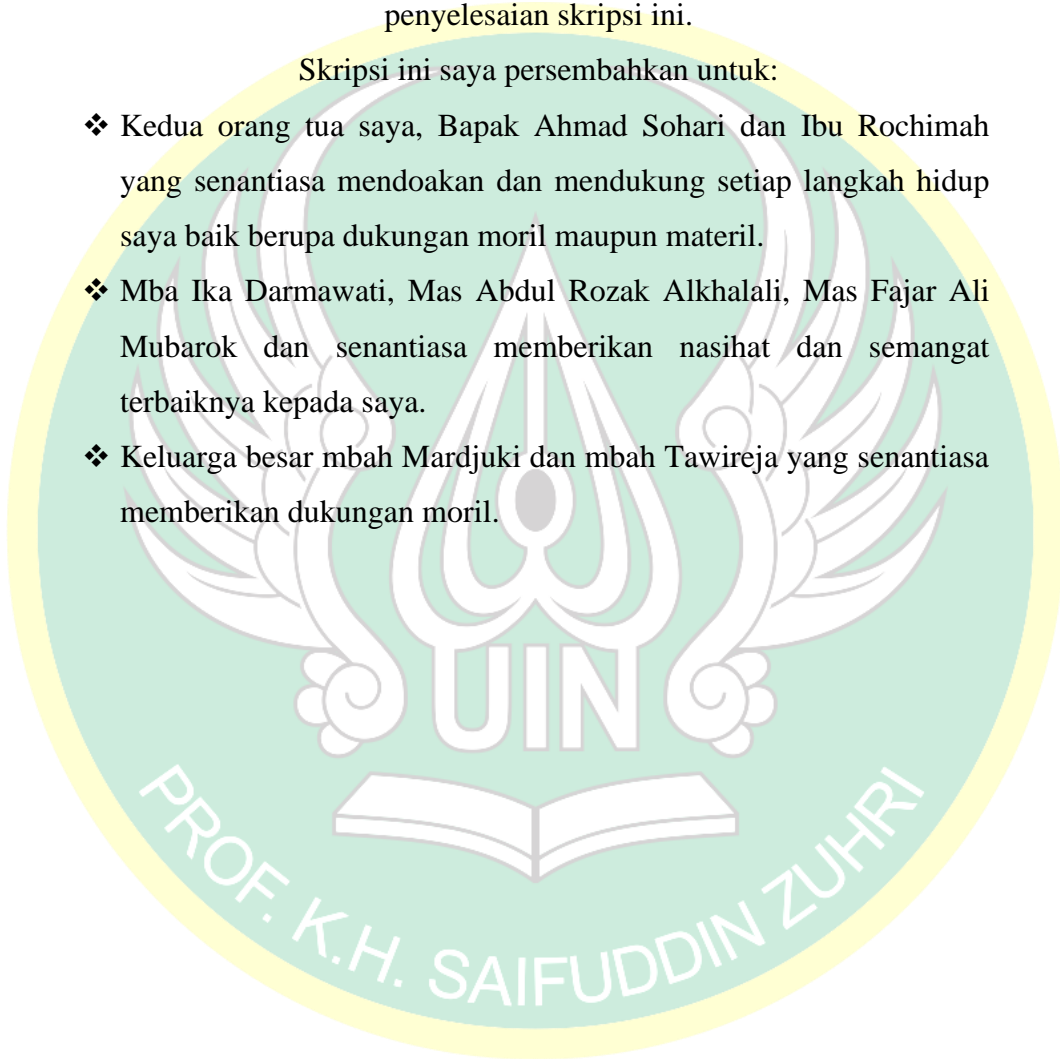 penyelesaian skripsi ini.
Skripsi ini saya persembahkan untuk:
❖ Kedua orang tua saya, Bapak Ahmad Sohari dan Ibu Rochimah
yang senantiasa mendoakan dan mendukung setiap langkah hidup
saya baik berupa dukungan moril maupun materil.
❖ Mba Ika Darmawati, Mas Abdul Rozak Alkhalali, Mas Fajar Ali
Mubarok dan senantiasa memberikan nasihat dan semangat
terbaiknya kepada saya.
❖ Keluarga besar mbah Mardjuki dan mbah Tawireja yang senantiasa
memberikan dukungan moril.
UIN
PROF. K.H. SAIFUDDIN ZUHRI